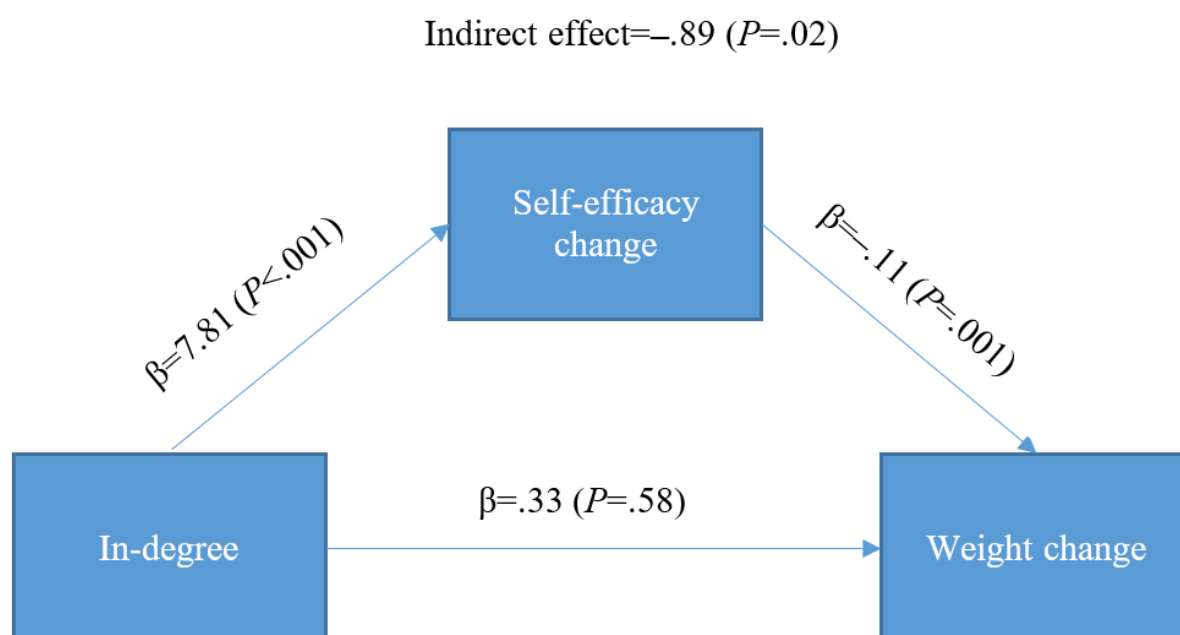 Indirect effect=–.89 (P=.02)
Self-efficacy
change
β=7.81 (P<.001)
β=–.11 (P=.001)
β=.33 (P=.58)
In-degree
Weight change